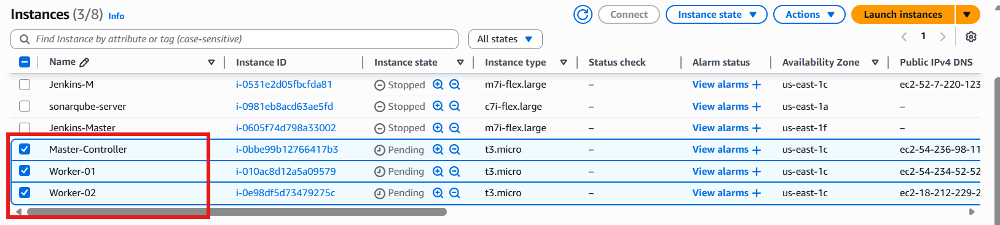 Instances (3/8) Info Connect Instance state Actions Launch instances
Find Instance by attribute or tag (case-sensitive) All states 1
Name Instance ID Instance state Instance type Status check Alarm status Availability Zone Public IPv4 DNS
Jenkins-M i-0531e2d05fbcfda81 Stopped m7i-flex.large – View alarms + us-east-1c ec2-52-7-220-123
sonarqube-server i-0981eb8acd63ae5fd Stopped c7i-flex.large – View alarms + us-east-1a –
Jenkins-Master i-0605f74d798a33002 Stopped m7i-flex.large – View alarms + us-east-1f –
Master-Controller i-0bbe99b12766417b3 Pending t3.micro – View alarms + us-east-1c ec2-54-236-98-11
Worker-01 i-010ac8d12a5a09579 Pending t3.micro – View alarms + us-east-1c ec2-54-234-52-52
Worker-02 i-0e98df5d73479275c Pending t3.micro – View alarms + us-east-1c ec2-18-212-229-2